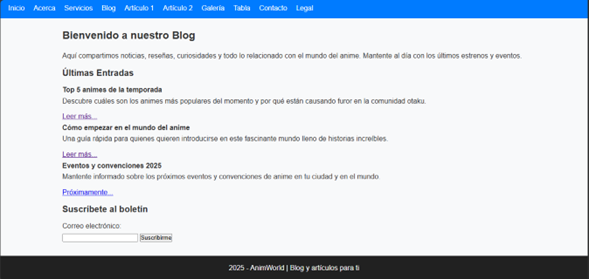 Inicio Acerca Servicios Blog Artículo 1 Artículo 2 Galería Tabla Contacto Legal
Bienvenido a nuestro Blog
Aquí compartimos noticias, reseñas, curiosidades y todo lo relacionado con el mundo del anime. Mantente al día con los últimos estrenos y eventos.
Últimas Entradas
Top 5 animes de la temporada
Descubre cuáles son los animes más populares del momento y por qué están causando furor en la comunidad otaku.
Leer más...
Cómo empezar en el mundo del anime
Una guía rápida para quienes quieren introducirse en este fascinante mundo lleno de historias increíbles.
Leer más...
Eventos y convenciones 2025
Mantente informado sobre los próximos eventos y convenciones de anime en tu ciudad y en el mundo.
Próximamente...
Suscríbete al boletín
Correo electrónico:
Suscribirme
2025 - AnimWorld | Blog y artículos para ti